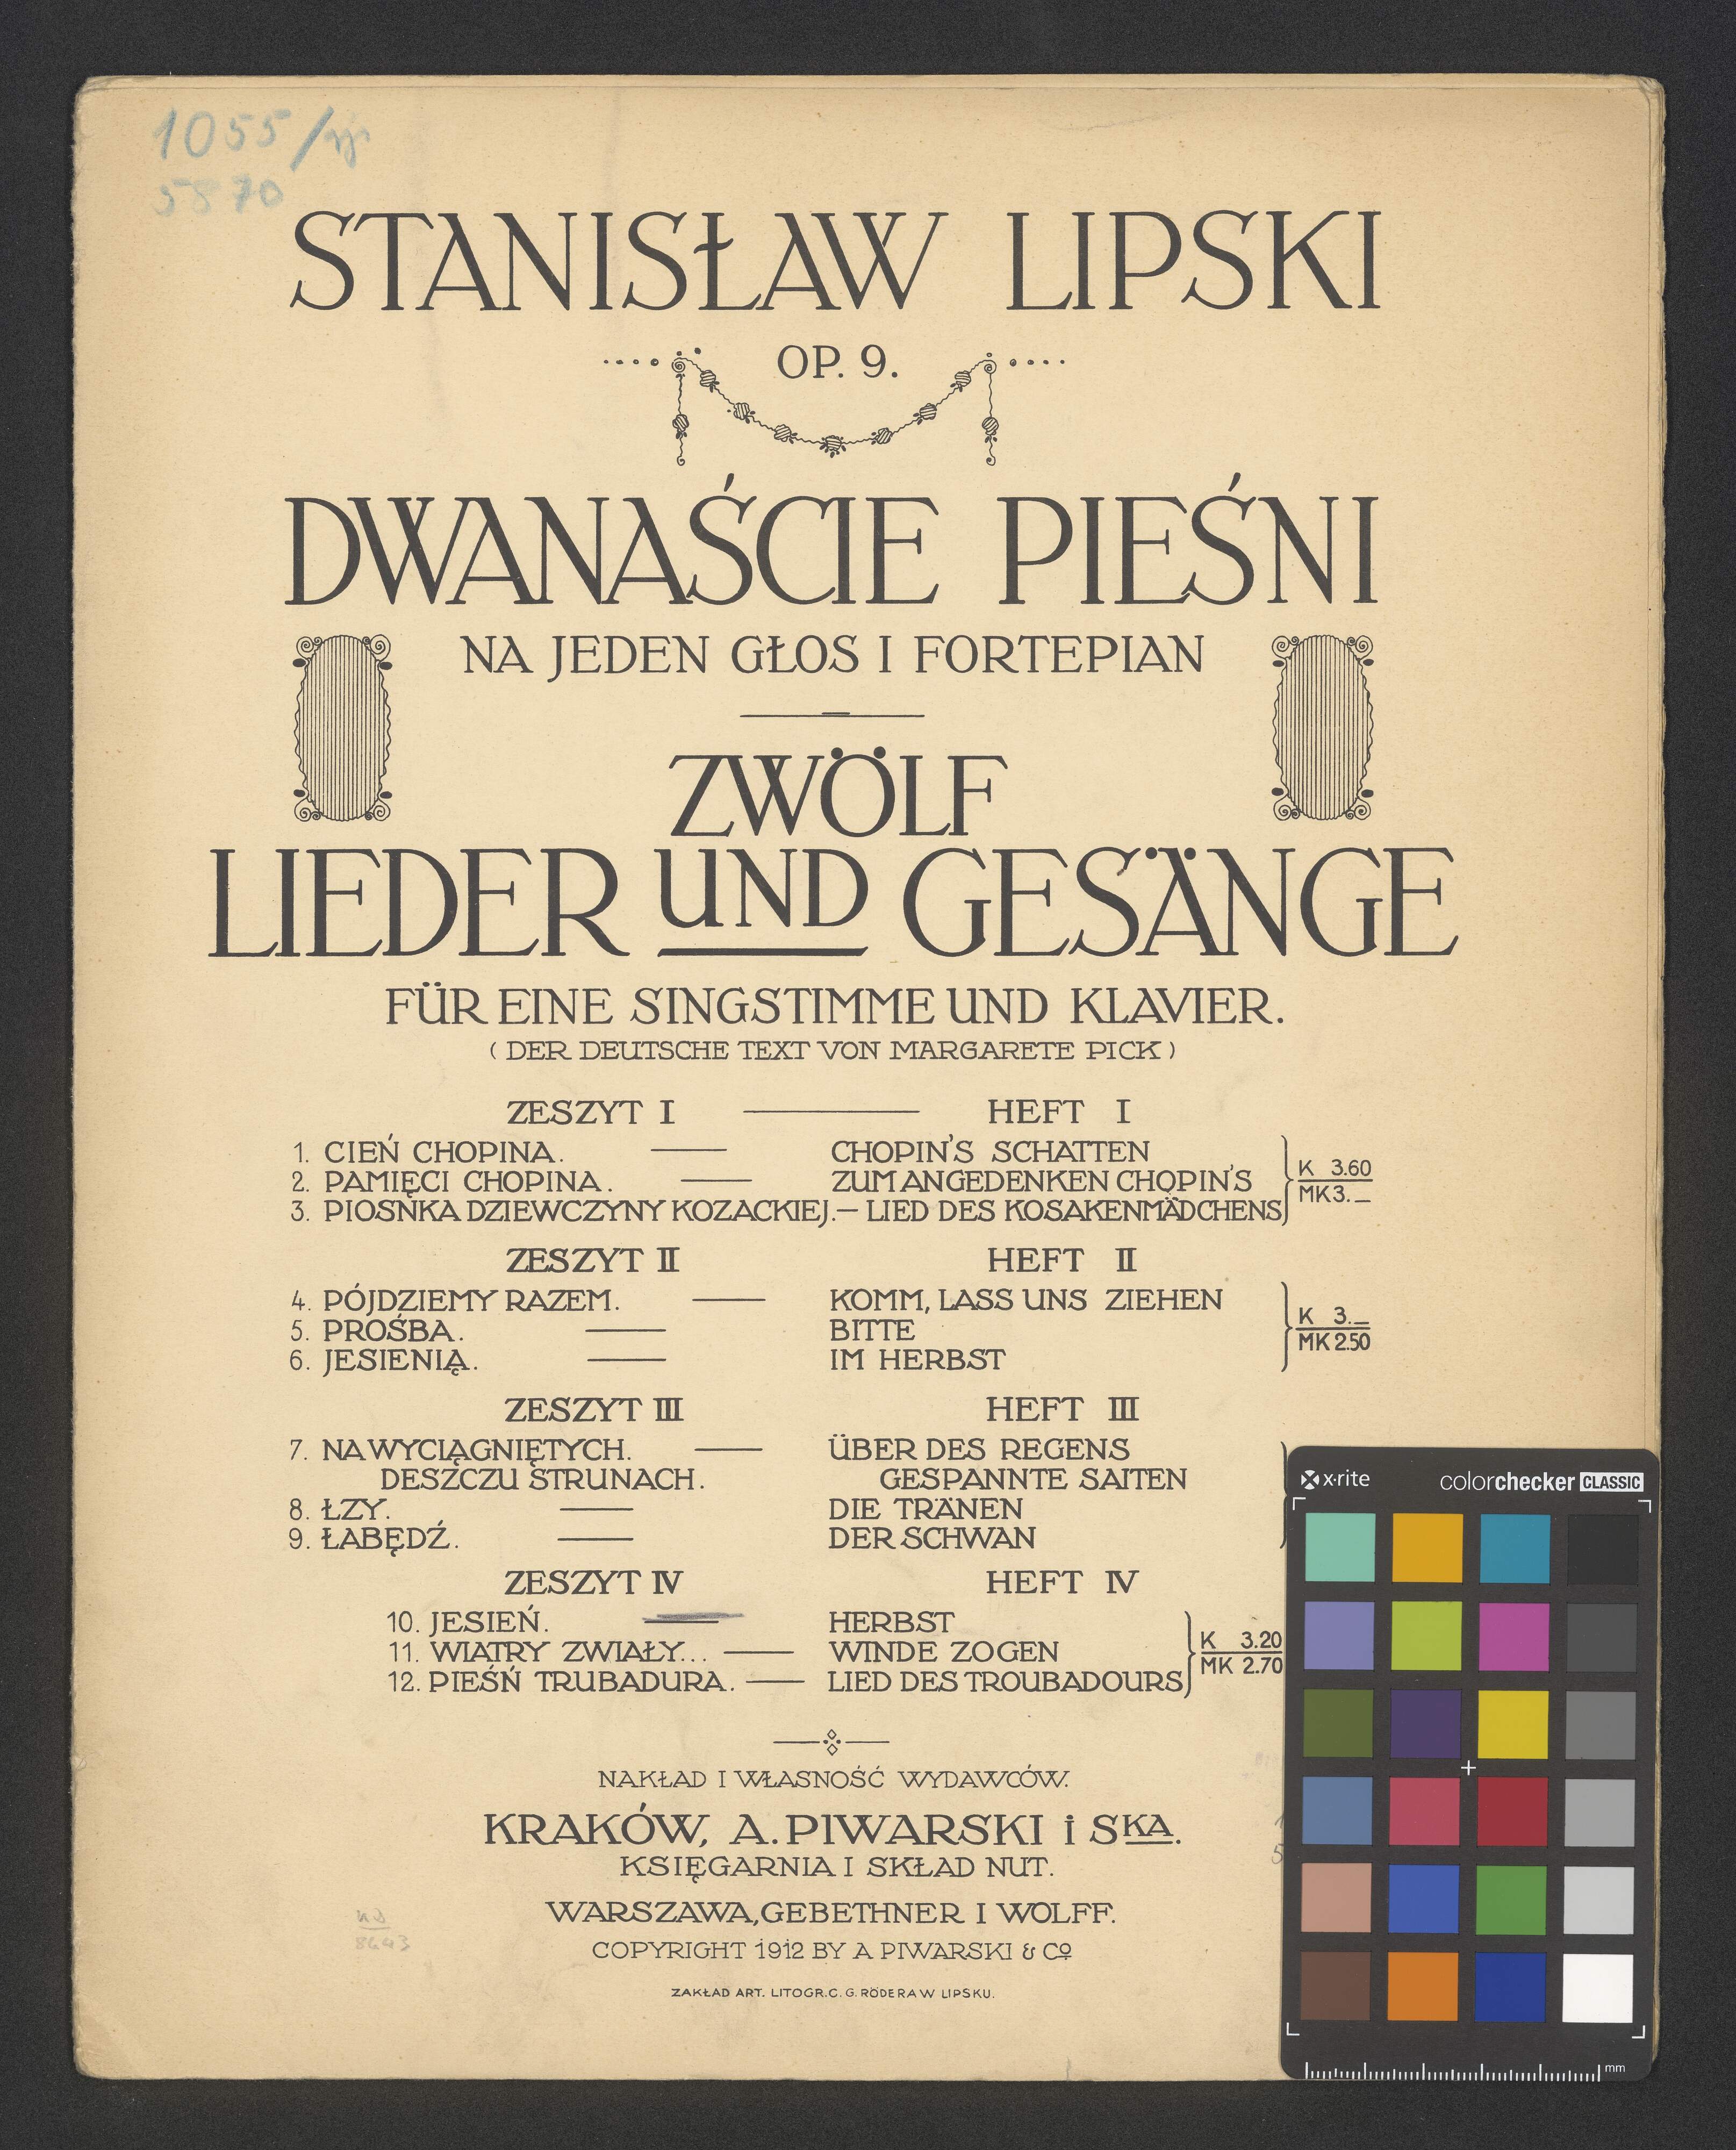 1055/
5870
STANISŁAW LIPSKI
OP. 9.
DWANAŚCIE PIEŚNI
NA JEDEN GŁOS I FORTEPIAN
ZWÖLF
LIEDER UND GESÄNGE
FÜR EINE SINGSTIMME UND KLAVIER.
( DER DEUTSCHE TEXT VON MARGARETE PICK )
ZESZYT I — HEFT I
1. CIEŃ CHOPINA. — CHOPIN'S SCHATTEN
2. PAMIĘCI CHOPINA. — ZUM ANGEDENKEN CHOPIN'S
3. PIOSNKA DZIEWCZYNY KOZACKIEJ. — LIED DES KOSAKENMÄDCHENS
K 3.60
MK 3.—
ZESZYT II HEFT II
4. PÓJDZIEMY RAZEM. — KOMM, LASS UNS ZIEHEN
5. PROŚBA. — BITTE
6. JESIENIĄ. — IM HERBST
K 3.—
MK 2.50
ZESZYT III HEFT III
7. NA WYCIĄGNIĘTYCH. — ÜBER DES REGENS
DESZCZU STRUNACH. GESPANNTE SAITEN
8. ŁZY. — DIE TRÄNEN
9. ŁABĘDŹ. — DER SCHWAN
ZESZYT IV HEFT IV
10. JESIEŃ. — HERBST
11. WIATRY ZWIAŁY... — WINDE ZOGEN
12. PIEŚŃ TRUBADURA. — LIED DES TROUBADOURS
K 3.20
MK 2.70
NAKŁAD I WŁASNOŚĆ WYDAWCÓW.
KRAKÓW, A. PIWARSKI i SKA.
KSIĘGARNIA I SKŁAD NUT.
WARSZAWA, GEBETHNER I WOLFF.
COPYRIGHT 1912 BY A PIWARSKI & Co
ZAKŁAD ART. LITOGR. C. G. RÖDERA W LIPSKU.
8643
x·rite colorchecker CLASSIC
mm